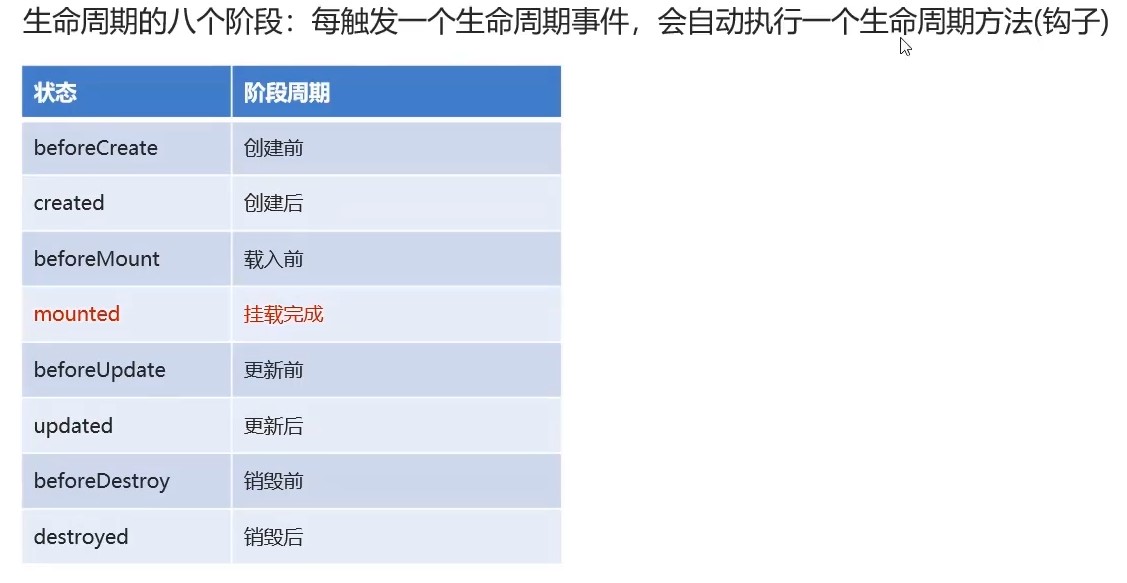 生命周期的八个阶段：每触发一个生命周期事件，会自动执行一个生命周期方法(钩子)
状态 阶段周期
beforeCreate 创建前
created 创建后
beforeMount 载入前
mounted 挂载完成
beforeUpdate 更新前
updated 更新后
beforeDestroy 销毁前
destroyed 销毁后